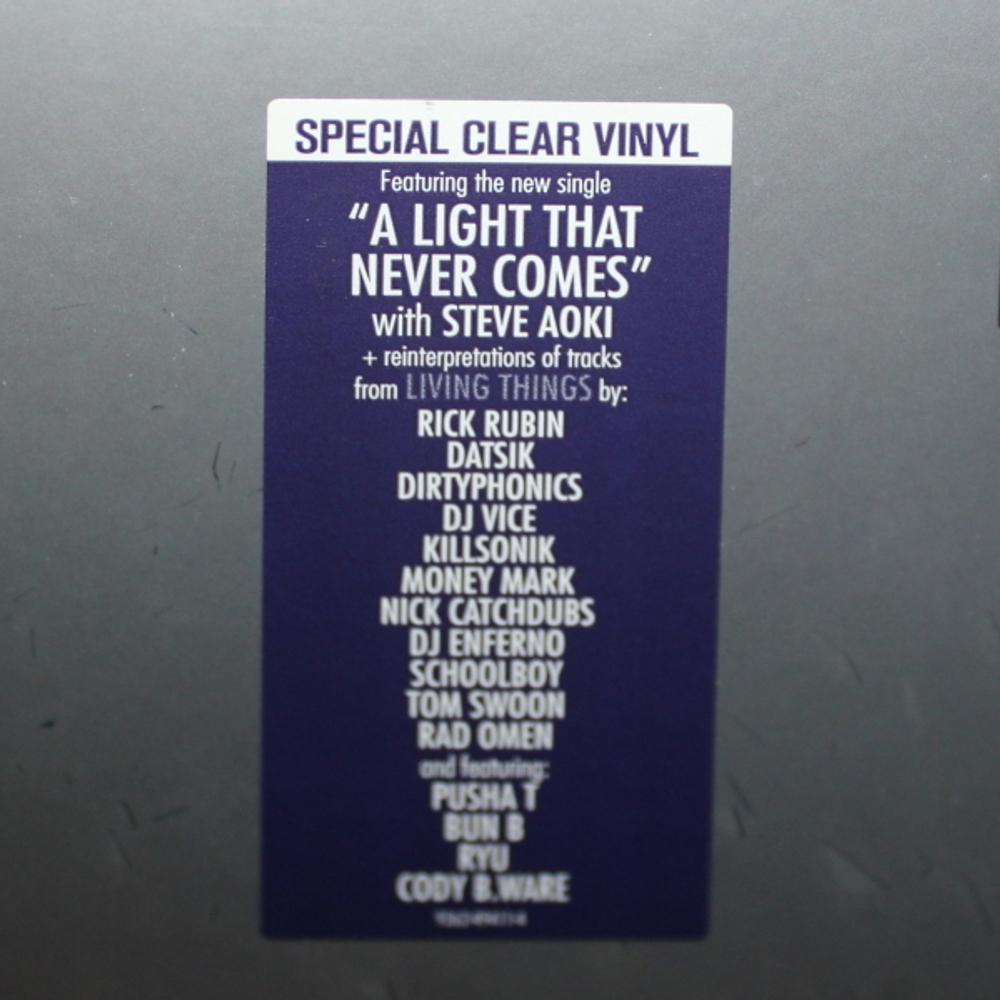 SPECIAL CLEAR VINYL
Featuring the new single
“A LIGHT THAT
NEVER COMES”
with STEVE AOKI
+ reinterpretations of tracks
from LIVING THINGS by:
RICK RUBIN
DATSIK
DIRTYPHONICS
DJ VICE
KILLSONIK
MONEY MARK
NICK CATCHDUBS
DJ ENFERNO
SCHOOLBOY
TOM SWOON
RAD OMEN
and featuring:
PUSHA T
BUN B
RYU
CODY B.WARE